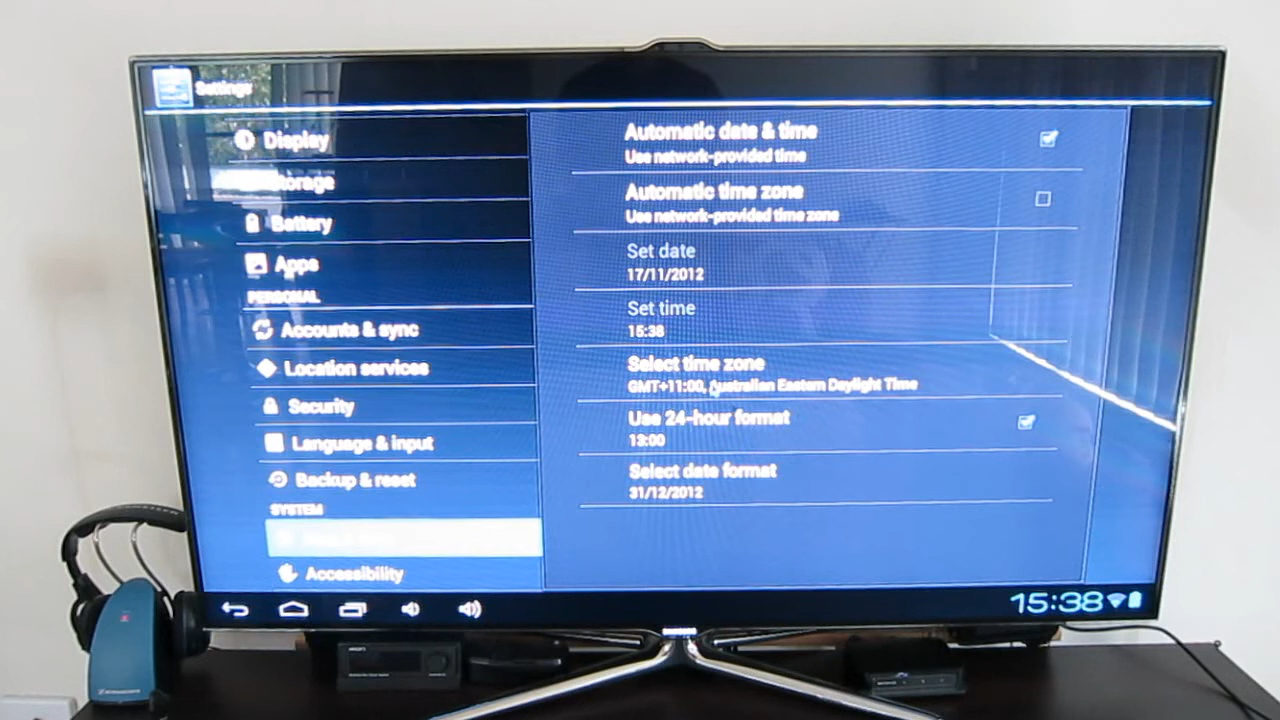 Settings
Display
Storage
Battery
Apps
PERSONAL
Accounts & sync
Location services
Security
Language & input
Backup & reset
SYSTEM
Accessibility
Automatic date & time
Use network-provided time
Automatic time zone
Use network-provided time zone
Set date
17/11/2012
Set time
15:38
Select time zone
GMT+11:00, Australian Eastern Daylight Time
Use 24-hour format
13:00
Select date format
31/12/2012
15:38